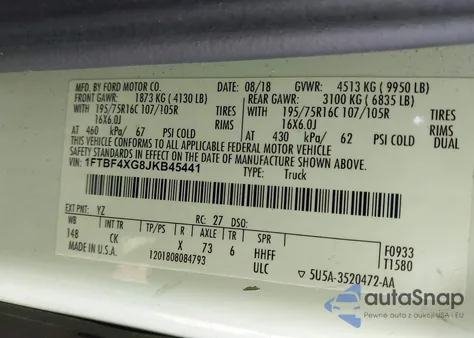 MFD. BY FORD MOTOR CO. 08/18 GVWR: 4513 KG ( 9950 LB)
FRONT GAWR: 1873 KG ( 4130 LB) REAR GAWR: 3100 KG ( 6835 LB)
WITH WITH
195/75R16C 107/105R TIRES 195/75R16C 107/105R TIRES
16X6.0J RIMS 16X6.0J RIMS
AT 460 kPa/ 67 PSI COLD AT 430 kPa/ 62 PSI COLD DUAL
THIS VEHICLE CONFORMS TO ALL APPLICABLE FEDERAL MOTOR VEHICLE
SAFETY STANDARDS IN EFFECT ON THE DATE OF MANUFACTURE SHOWN ABOVE.
VIN: 1FTBF4XG8JKB45441
TYPE: Truck
EXT PNT: YZ RC: 27 DSO:
WB INT TR TP/PS R AXLE TR SPR F0933
148 CK X 73 6 HHFF T1580
MADE IN U.S.A. 1201808084793 ULC ▽ 5U5A-3520472-AA
autoSnap
Pewne auta z aukcji USA i EU